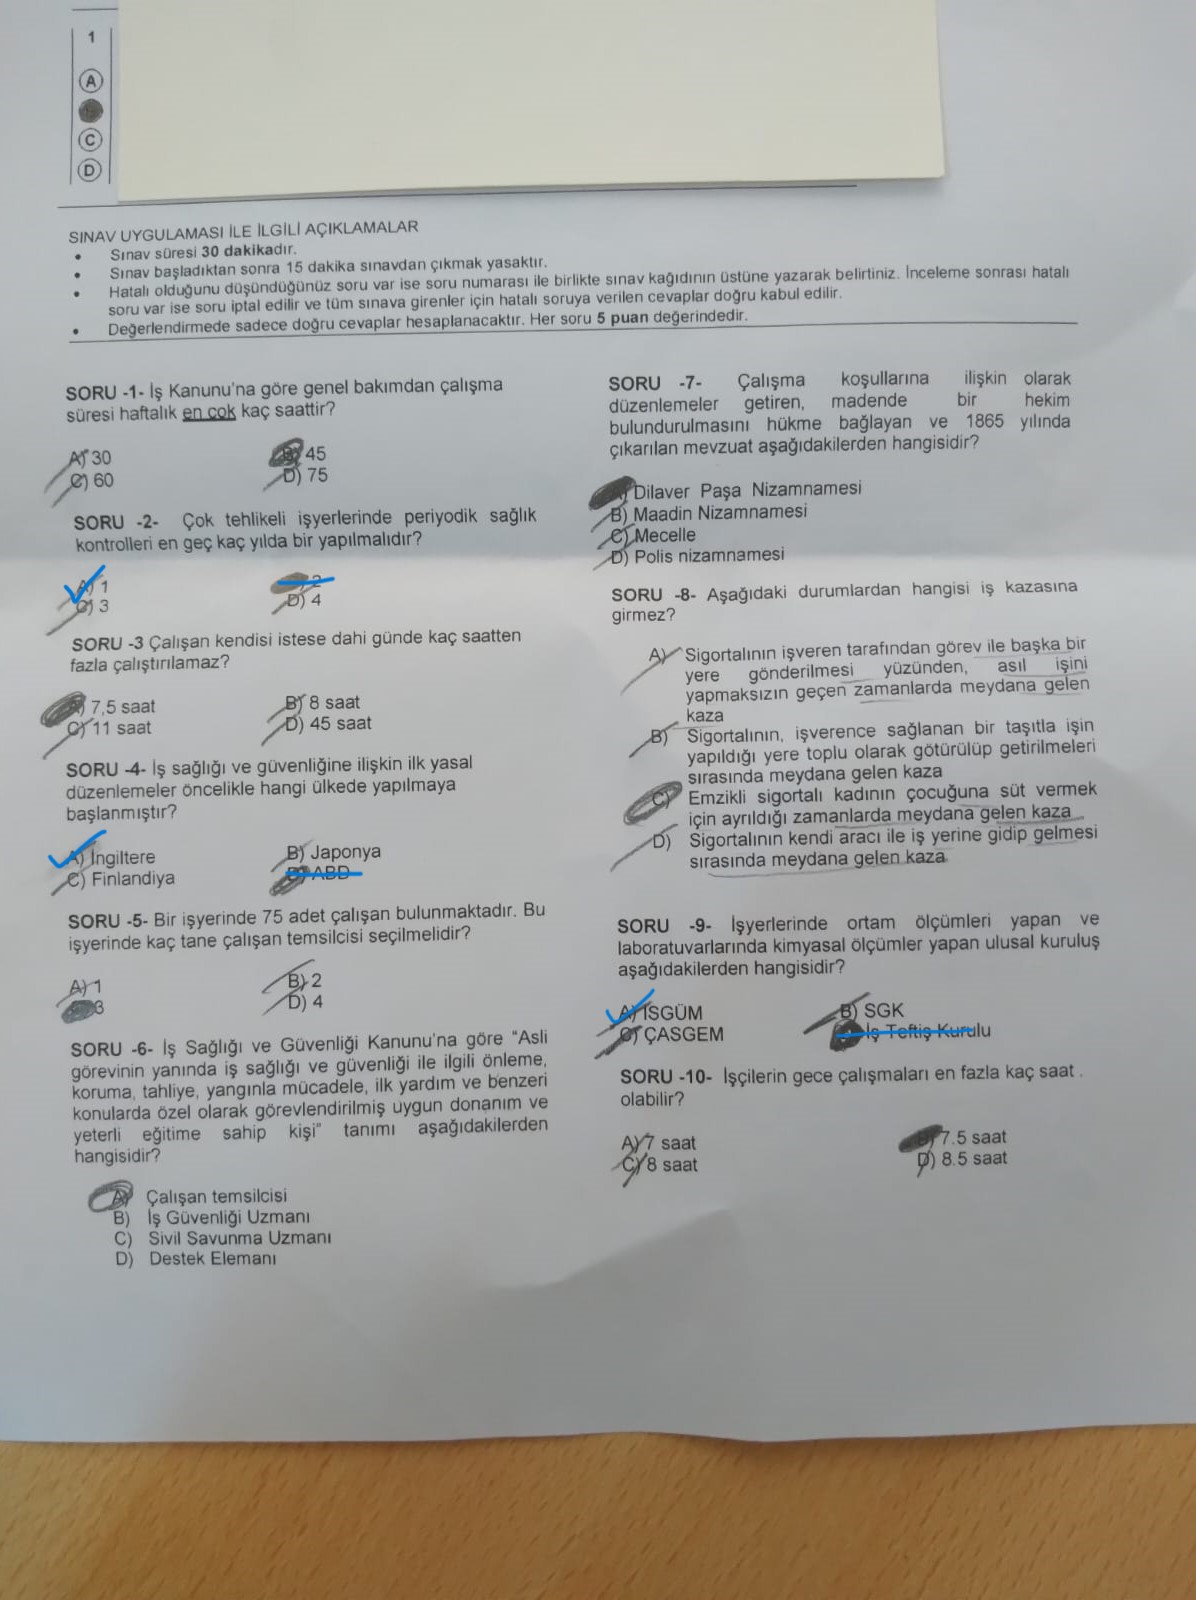 1
A
C
D
SINAV UYGULAMASI İLE İLGİLİ AÇIKLAMALAR
• Sınav süresi 30 dakikadır.
• Sınav başladıktan sonra 15 dakika sınavdan çıkmak yasaktır.
• Hatalı olduğunu düşündüğünüz soru var ise soru numarası ile birlikte sınav kağıdının üstüne yazarak belirtiniz. İnceleme sonrası hatalı
soru var ise soru iptal edilir ve tüm sınava girenler için hatalı soruya verilen cevaplar doğru kabul edilir.
• Değerlendirmede sadece doğru cevaplar hesaplanacaktır. Her soru 5 puan değerindedir.
SORU -1- İş Kanunu'na göre genel bakımdan çalışma
süresi haftalık en çok kaç saattir?
A) 30 45
C) 60 D) 75
SORU -2- Çok tehlikeli işyerlerinde periyodik sağlık
kontrolleri en geç kaç yılda bir yapılmalıdır?
A) 1 2
C) 3 D) 4
SORU -3 Çalışan kendisi istese dahi günde kaç saatten
fazla çalıştırılamaz?
7,5 saat B) 8 saat
C) 11 saat D) 45 saat
SORU -4- İş sağlığı ve güvenliğine ilişkin ilk yasal
düzenlemeler öncelikle hangi ülkede yapılmaya
başlanmıştır?
A) İngiltere B) Japonya
C) Finlandiya D) ABD
SORU -5- Bir işyerinde 75 adet çalışan bulunmaktadır. Bu
işyerinde kaç tane çalışan temsilcisi seçilmelidir?
A) 1 B) 2
3 D) 4
SORU -6- İş Sağlığı ve Güvenliği Kanunu'na göre "Asli
görevinin yanında iş sağlığı ve güvenliği ile ilgili önleme,
koruma, tahliye, yangınla mücadele, ilk yardım ve benzeri
konularda özel olarak görevlendirilmiş uygun donanım ve
yeterli eğitime sahip kişi" tanımı aşağıdakilerden
hangisidir?
A) Çalışan temsilcisi
B) İş Güvenliği Uzmanı
C) Sivil Savunma Uzmanı
D) Destek Elemanı
SORU -7- Çalışma koşullarına ilişkin olarak
düzenlemeler getiren, madende bir hekim
bulundurulmasını hükme bağlayan ve 1865 yılında
çıkarılan mevzuat aşağıdakilerden hangisidir?
A) Dilaver Paşa Nizamnamesi
B) Maadin Nizamnamesi
C) Mecelle
D) Polis nizamnamesi
SORU -8- Aşağıdaki durumlardan hangisi iş kazasına
girmez?
A) Sigortalının işveren tarafından görev ile başka bir
yere gönderilmesi yüzünden, asıl işini
yapmaksızın geçen zamanlarda meydana gelen
kaza
B) Sigortalının, işverence sağlanan bir taşıtla işin
yapıldığı yere toplu olarak götürülüp getirilmeleri
sırasında meydana gelen kaza
C) Emzikli sigortalı kadının çocuğuna süt vermek
için ayrıldığı zamanlarda meydana gelen kaza
D) Sigortalının kendi aracı ile iş yerine gidip gelmesi
sırasında meydana gelen kaza.
SORU -9- İşyerlerinde ortam ölçümleri yapan ve
laboratuvarlarında kimyasal ölçümler yapan ulusal kuruluş
aşağıdakilerden hangisidir?
A) İSGÜM B) SGK
C) ÇASGEM İş Teftiş Kurulu
SORU -10- İşçilerin gece çalışmaları en fazla kaç saat
olabilir?
A) 7 saat B) 7.5 saat
C) 8 saat D) 8.5 saat